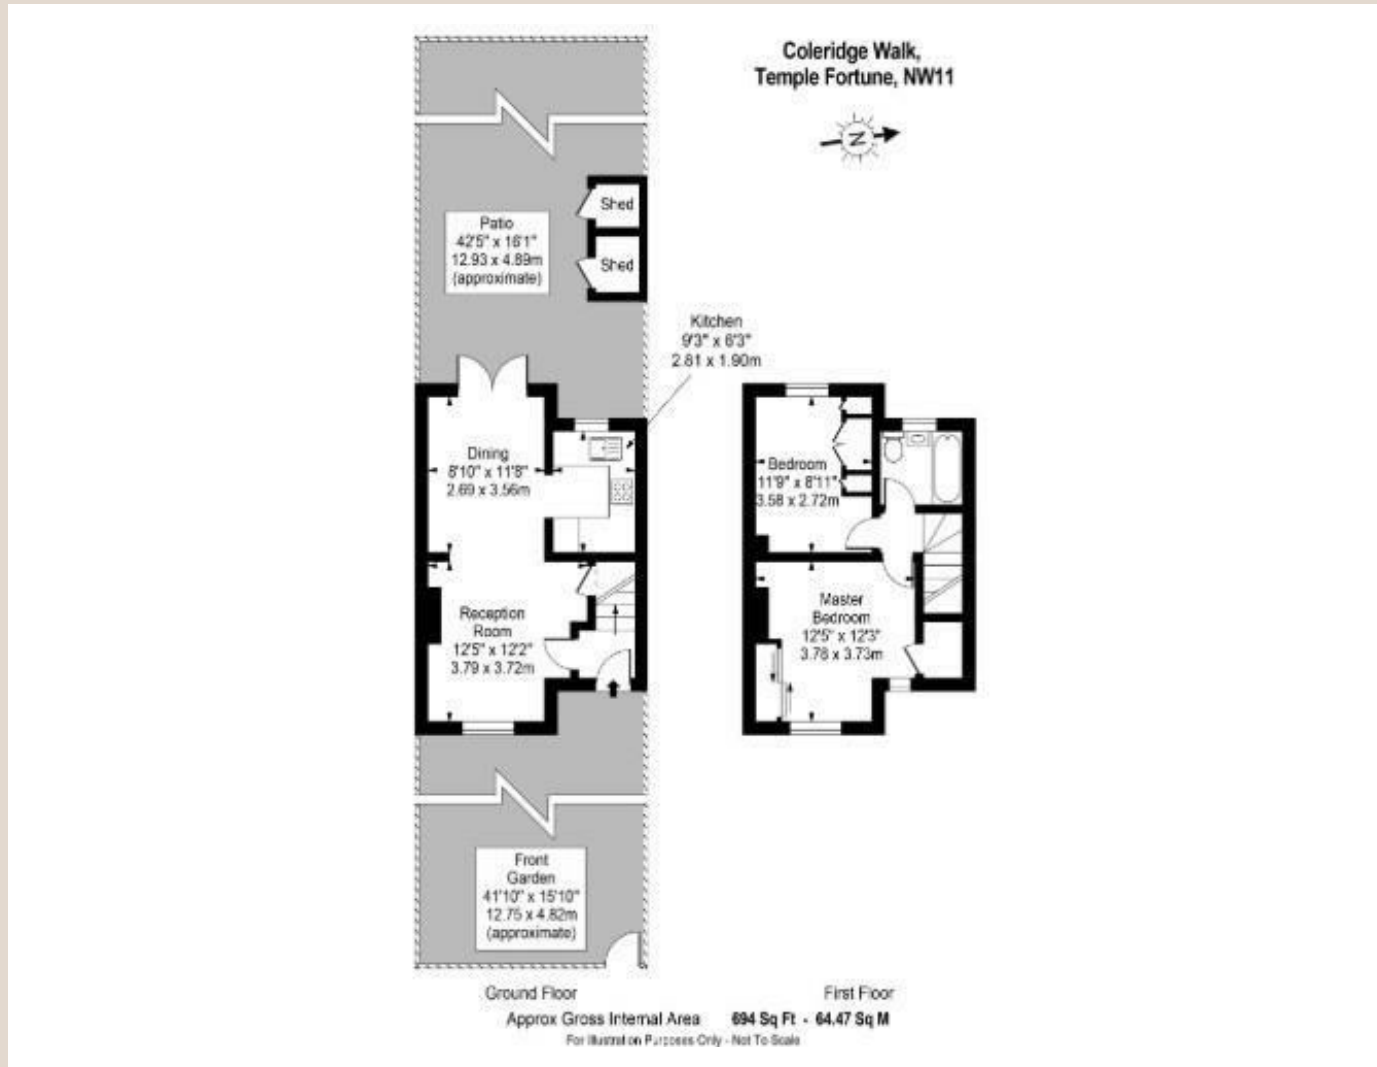 Coleridge Walk,
Temple Fortune, NW11
N
Shed
Patio
42'5" x 16'1"
12.93 x 4.89m
(approximate)
Shed
Kitchen
9'3" x 6'3"
2.81 x 1.90m
Dining
8'10" x 11'8"
2.69 x 3.56m
Bedroom
11'9" x 8'11"
3.58 x 2.72m
Reception
Room
12'5" x 12'2"
3.79 x 3.72m
Master
Bedroom
12'5" x 12'3"
3.78 x 3.73m
Front
Garden
41'10" x 15'10"
12.75 x 4.82m
(approximate)
Ground Floor
First Floor
Approx Gross Internal Area 694 Sq Ft - 64.47 Sq M
For Illustration Purposes Only - Not To Scale